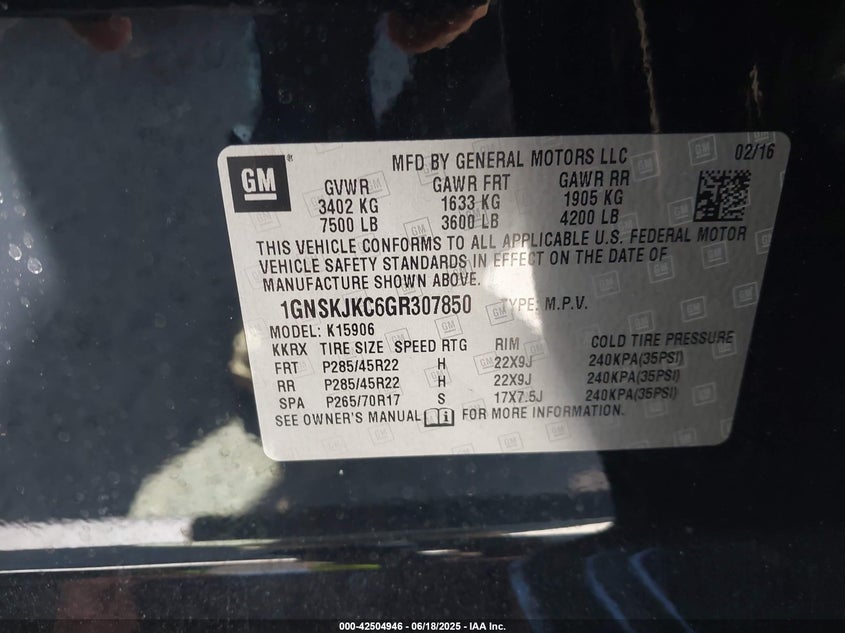 GM
®
MFD BY GENERAL MOTORS LLC 02/16
GVWR GAWR FRT GAWR RR
3402 KG 1633 KG 1905 KG
7500 LB 3600 LB 4200 LB
THIS VEHICLE CONFORMS TO ALL APPLICABLE U.S. FEDERAL MOTOR
VEHICLE SAFETY STANDARDS IN EFFECT ON THE DATE OF
MANUFACTURE SHOWN ABOVE.
1GNSKJKC6GR307850 TYPE: M.P.V.
MODEL: K15906
KKRX TIRE SIZE SPEED RTG RIM COLD TIRE PRESSURE
FRT P285/45R22 H 22X9J 240KPA(35PSI)
RR P285/45R22 H 22X9J 240KPA(35PSI)
SPA P265/70R17 S 17X7.5J 240KPA(35PSI)
SEE OWNER'S MANUAL FOR MORE INFORMATION.
000-42504946 - 06/18/2025 - IAA Inc.